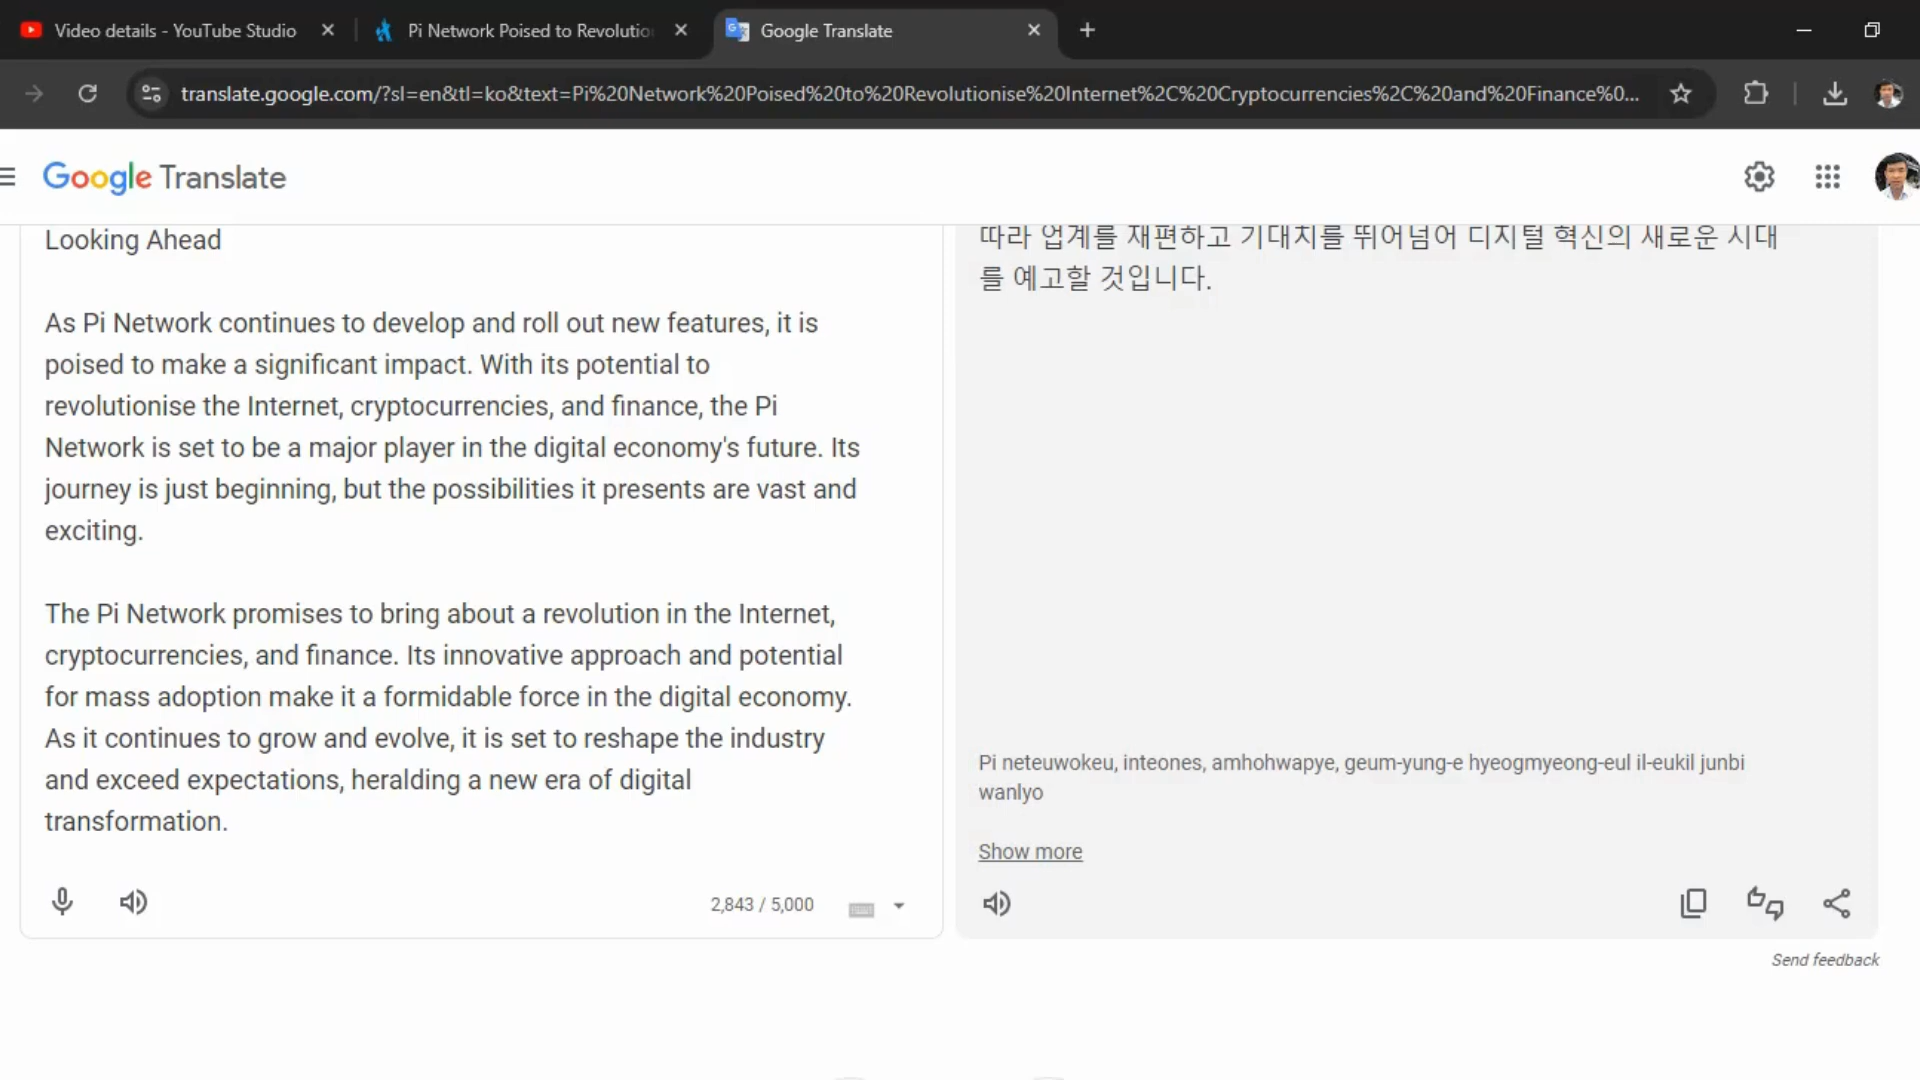 Video details - YouTube Studio
Pi Network Poised to Revolutio
Google Translate
translate.google.com/?sl=en&tl=ko&text=Pi%20Network%20Poised%20to%20Revolutionise%20Internet%2C%20Cryptocurrencies%2C%20and%20Finance%0...
Google Translate
Looking Ahead
As Pi Network continues to develop and roll out new features, it is
poised to make a significant impact. With its potential to
revolutionise the Internet, cryptocurrencies, and finance, the Pi
Network is set to be a major player in the digital economy's future. Its
journey is just beginning, but the possibilities it presents are vast and
exciting.
The Pi Network promises to bring about a revolution in the Internet,
cryptocurrencies, and finance. Its innovative approach and potential
for mass adoption make it a formidable force in the digital economy.
As it continues to grow and evolve, it is set to reshape the industry
and exceed expectations, heralding a new era of digital
transformation.
2,843 / 5,000
따라 업계를 재편하고 기대치를 뛰어넘어 디지털 혁신의 새로운 시대
를 예고할 것입니다.
Pi neteuwokeu, inteones, amhohwapye, geum-yung-e hyeogmyeong-eul il-eukil junbi
wanlyo
Show more
Send feedback